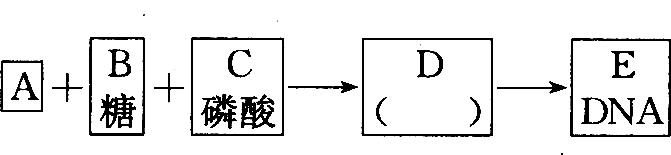 A + B 糖 + C 磷酸 → D ( ) → E DNA